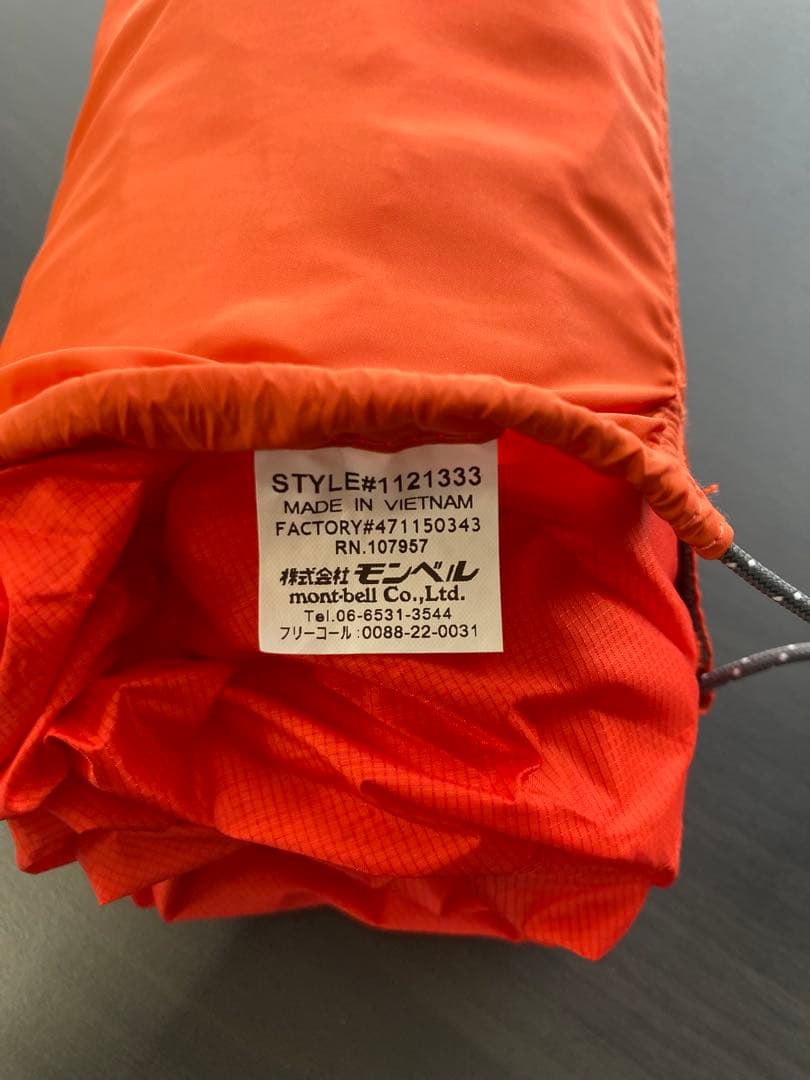 STYLE#1121333
MADE IN VIETNAM
FACTORY#471150343
RN.107957
株式会社 モンベル
mont-bell Co.,Ltd.
Tel.06-6531-3544
フリーコール:0088-22-0031